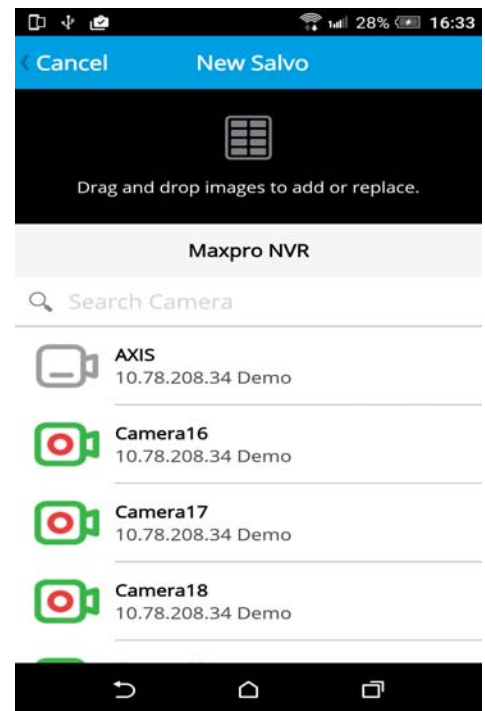 28% 16:33
Cancel New Salvo
Drag and drop images to add or replace.
Maxpro NVR
Search Camera
AXIS
10.78.208.34 Demo
Camera16
10.78.208.34 Demo
Camera17
10.78.208.34 Demo
Camera18
10.78.208.34 Demo